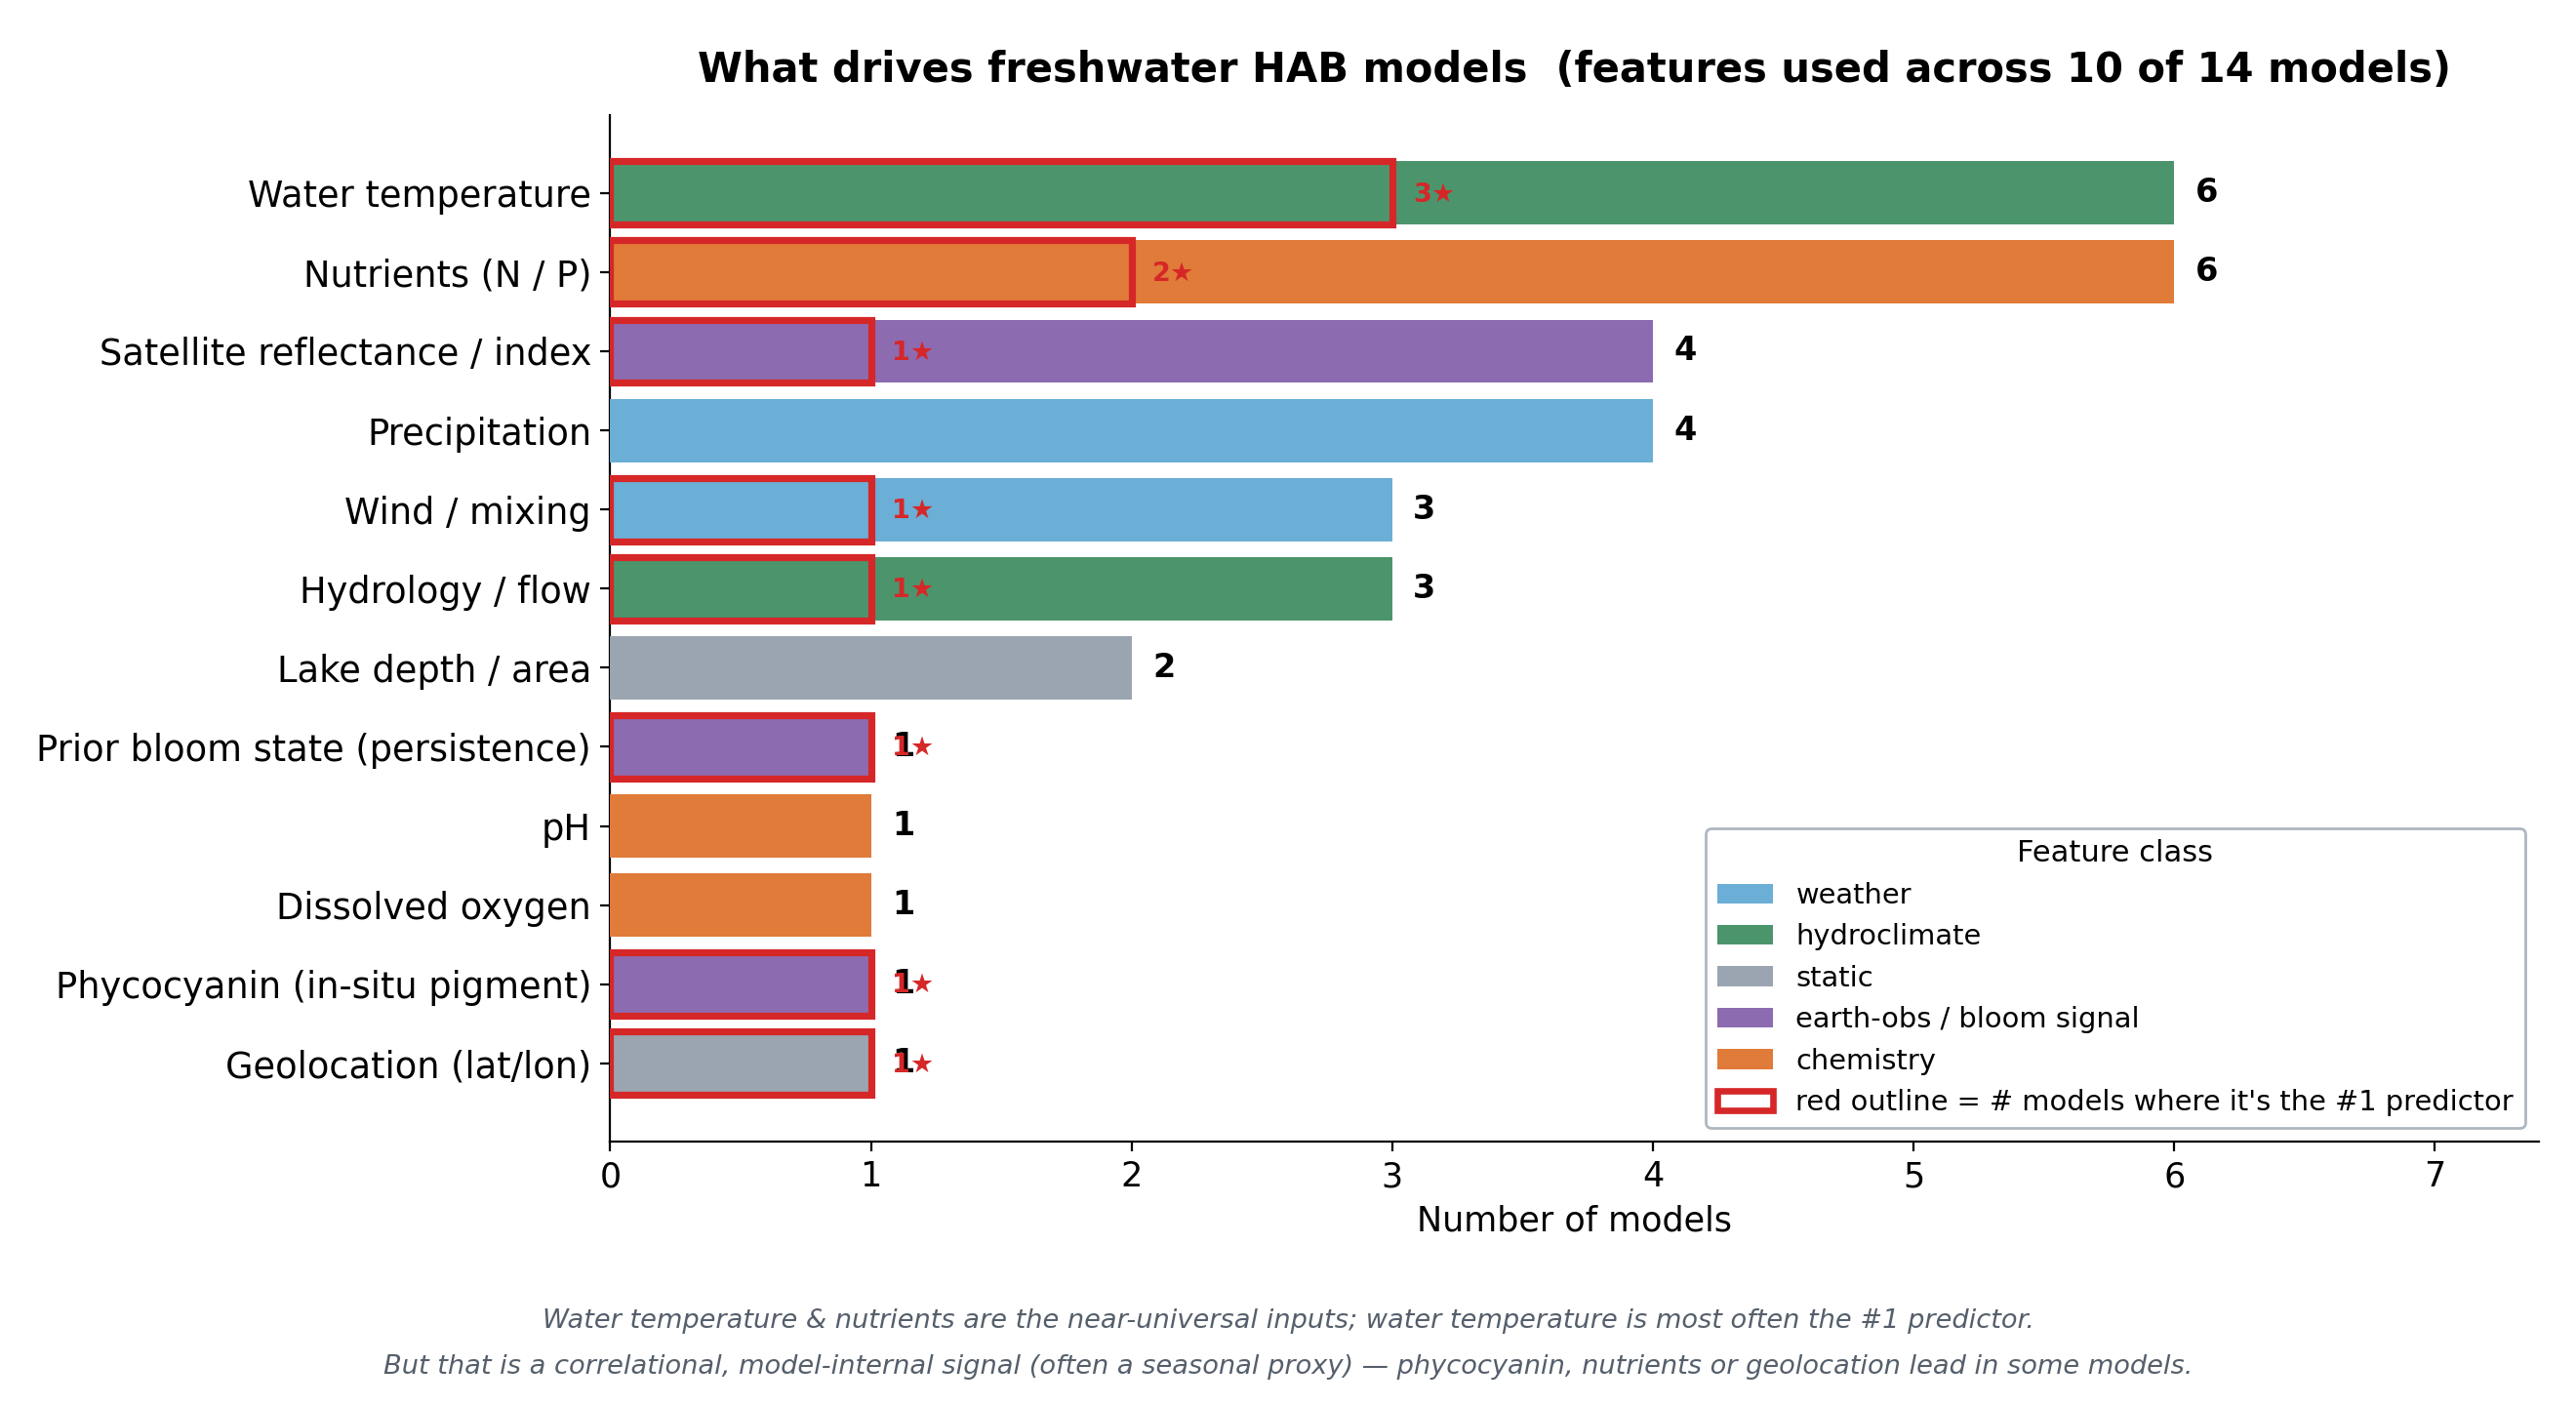 What drives freshwater HAB models  (features used across 10 of 14 models)
Water temperature 3★ 6
Nutrients (N / P) 2★ 6
Satellite reflectance / index 1★ 4
Precipitation 4
Wind / mixing 1★ 3
Hydrology / flow 1★ 3
Lake depth / area 2
Prior bloom state (persistence) 1 1★
pH 1
Dissolved oxygen 1
Phycocyanin (in-situ pigment) 1 1★
Geolocation (lat/lon) 1 1★
Feature class
weather
hydroclimate
static
earth-obs / bloom signal
chemistry
red outline = # models where it's the #1 predictor
0 1 2 3 4 5 6 7
Number of models
Water temperature & nutrients are the near-universal inputs; water temperature is most often the #1 predictor.
But that is a correlational, model-internal signal (often a seasonal proxy) — phycocyanin, nutrients or geolocation lead in some models.